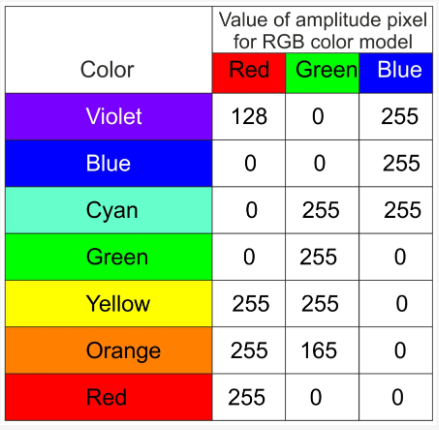 Value of amplitude pixel
for RGB color model
Color Red Green Blue
Violet 128 0 255
Blue 0 0 255
Cyan 0 255 255
Green 0 255 0
Yellow 255 255 0
Orange 255 165 0
Red 255 0 0